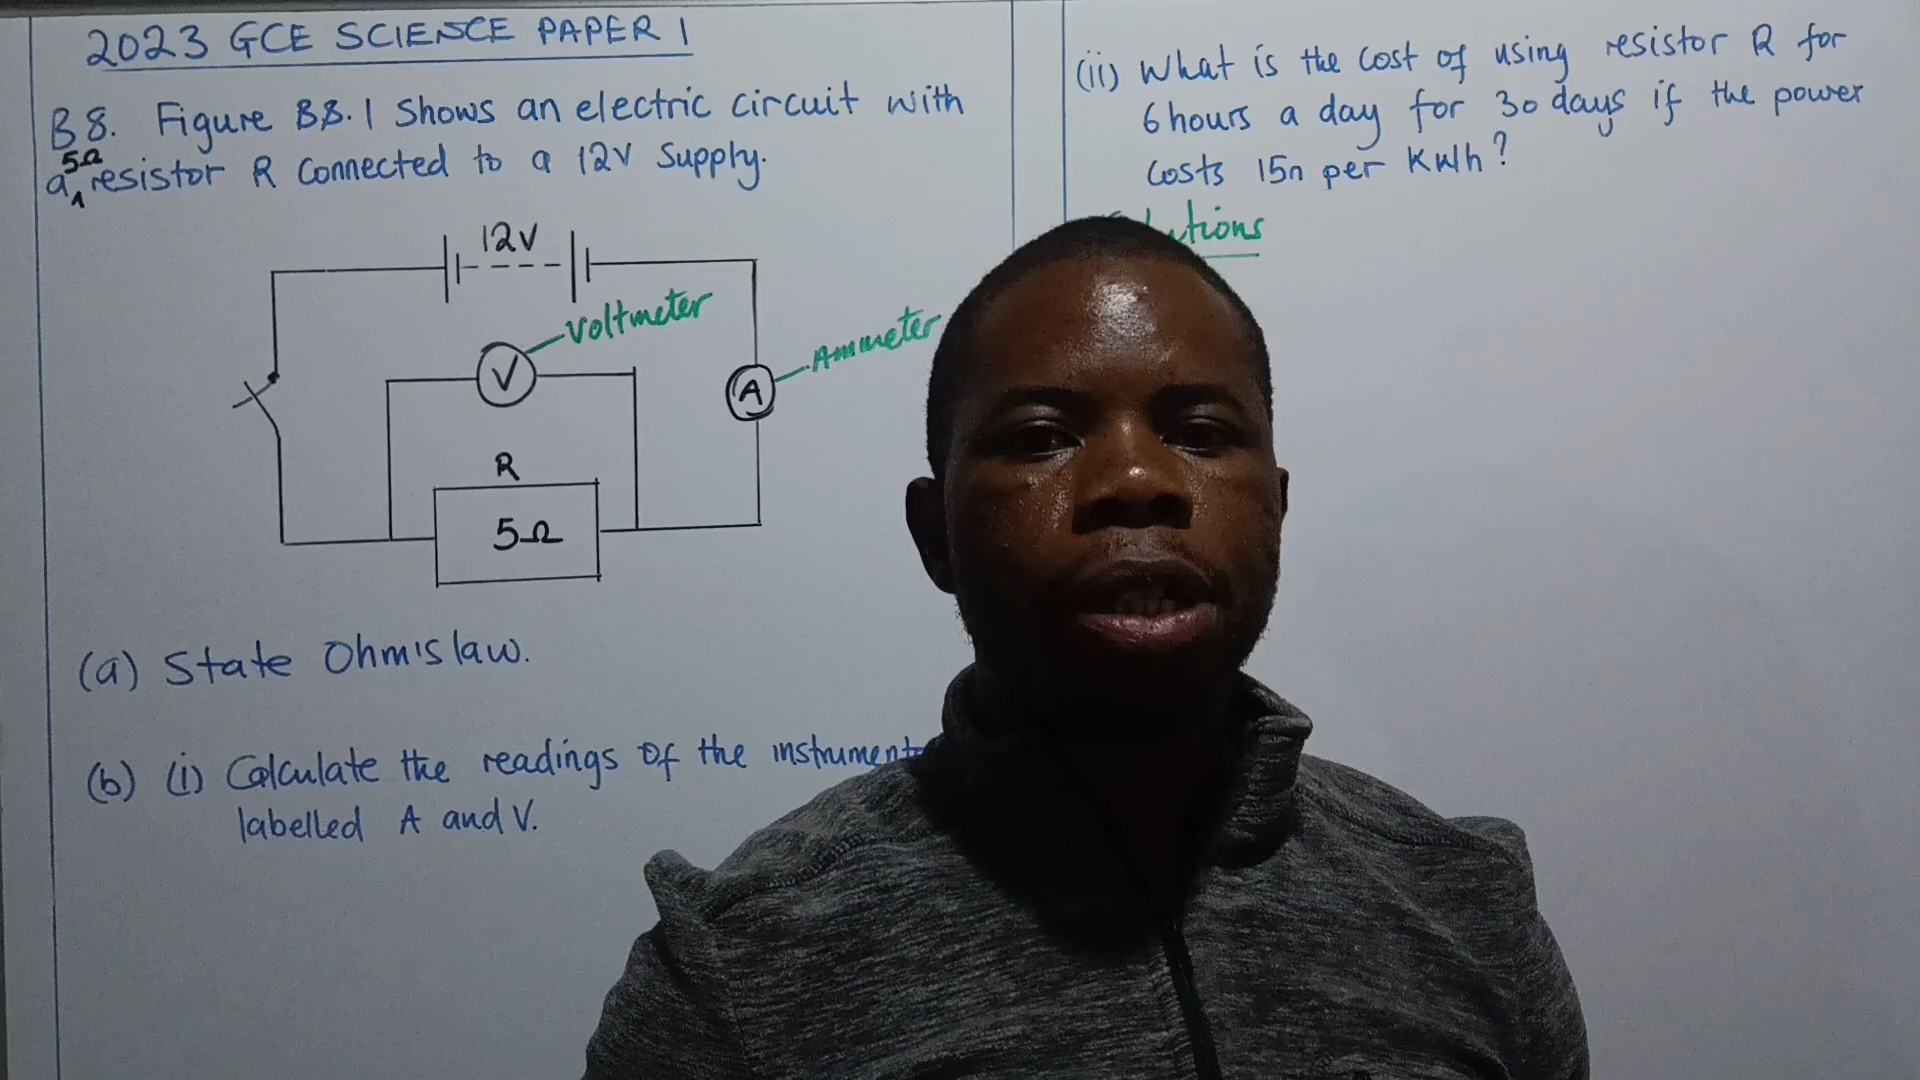 2023 GCE SCIENCE PAPER 1
B8. Figure B8.1 Shows an electric circuit with
a 5Ω resistor R connected to a 12V supply.
12V
Voltmeter
V
Ammeter
A
R
5Ω
(a) State Ohm's law.
(b) (i) Calculate the readings of the
labelled A and V.
(ii) What is the cost of using resistor R for
6 hours a day for 30 days if the power
costs 15n per KWh?